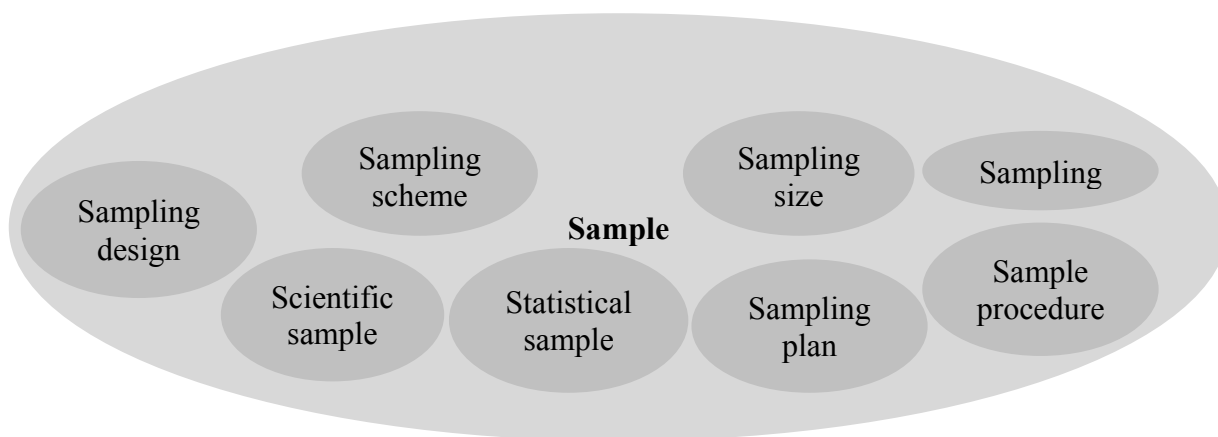 Sampling
scheme
Sampling
size
Sampling
Sampling
design
Sample
Scientific
sample
Statistical
sample
Sampling
plan
Sample
procedure